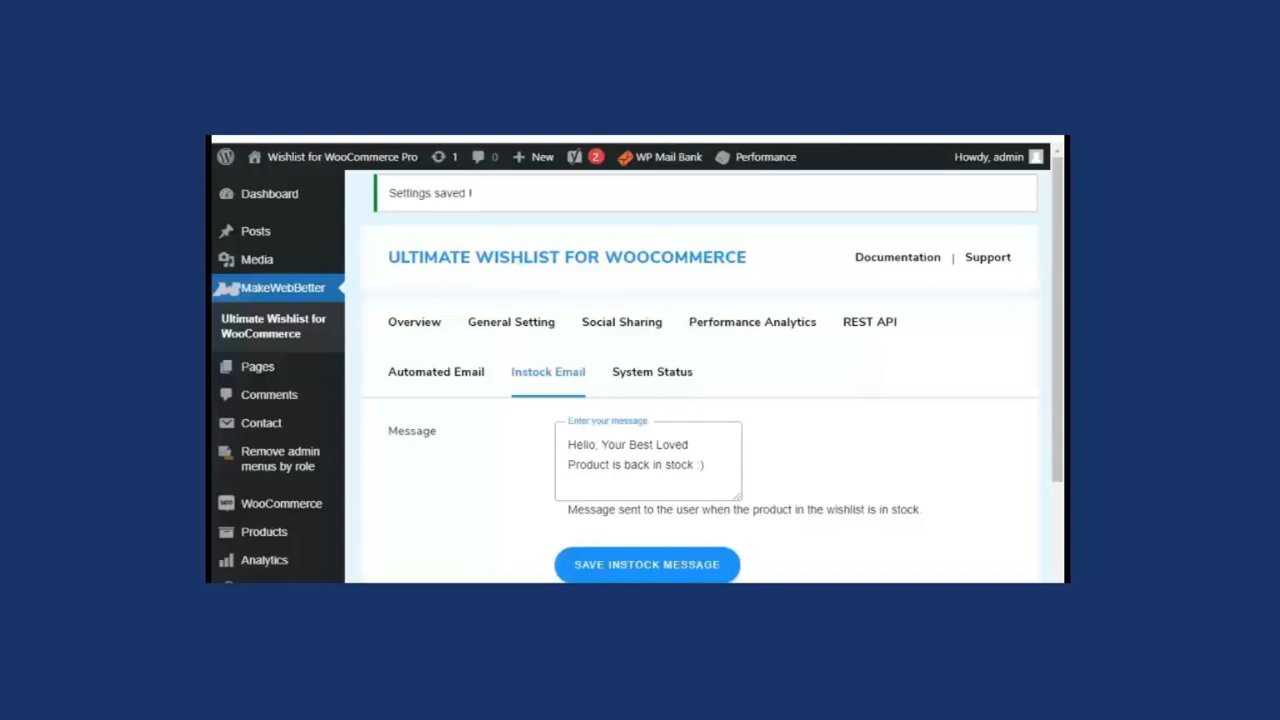 Wishlist for WooCommerce Pro 1 0 New 2 WP Mail Bank Performance Howdy, admin
Dashboard
Posts
Media
MakeWebBetter
Ultimate Wishlist for
WooCommerce
Pages
Comments
Contact
Remove admin
menus by role
WooCommerce
Products
Analytics
Settings saved !
ULTIMATE WISHLIST FOR WOOCOMMERCE
Documentation | Support
Overview General Setting Social Sharing Performance Analytics REST API
Automated Email Instock Email System Status
Message
Enter your message
Hello, Your Best Loved
Product is back in stock :)
Message sent to the user when the product in the wishlist is in stock.
SAVE INSTOCK MESSAGE